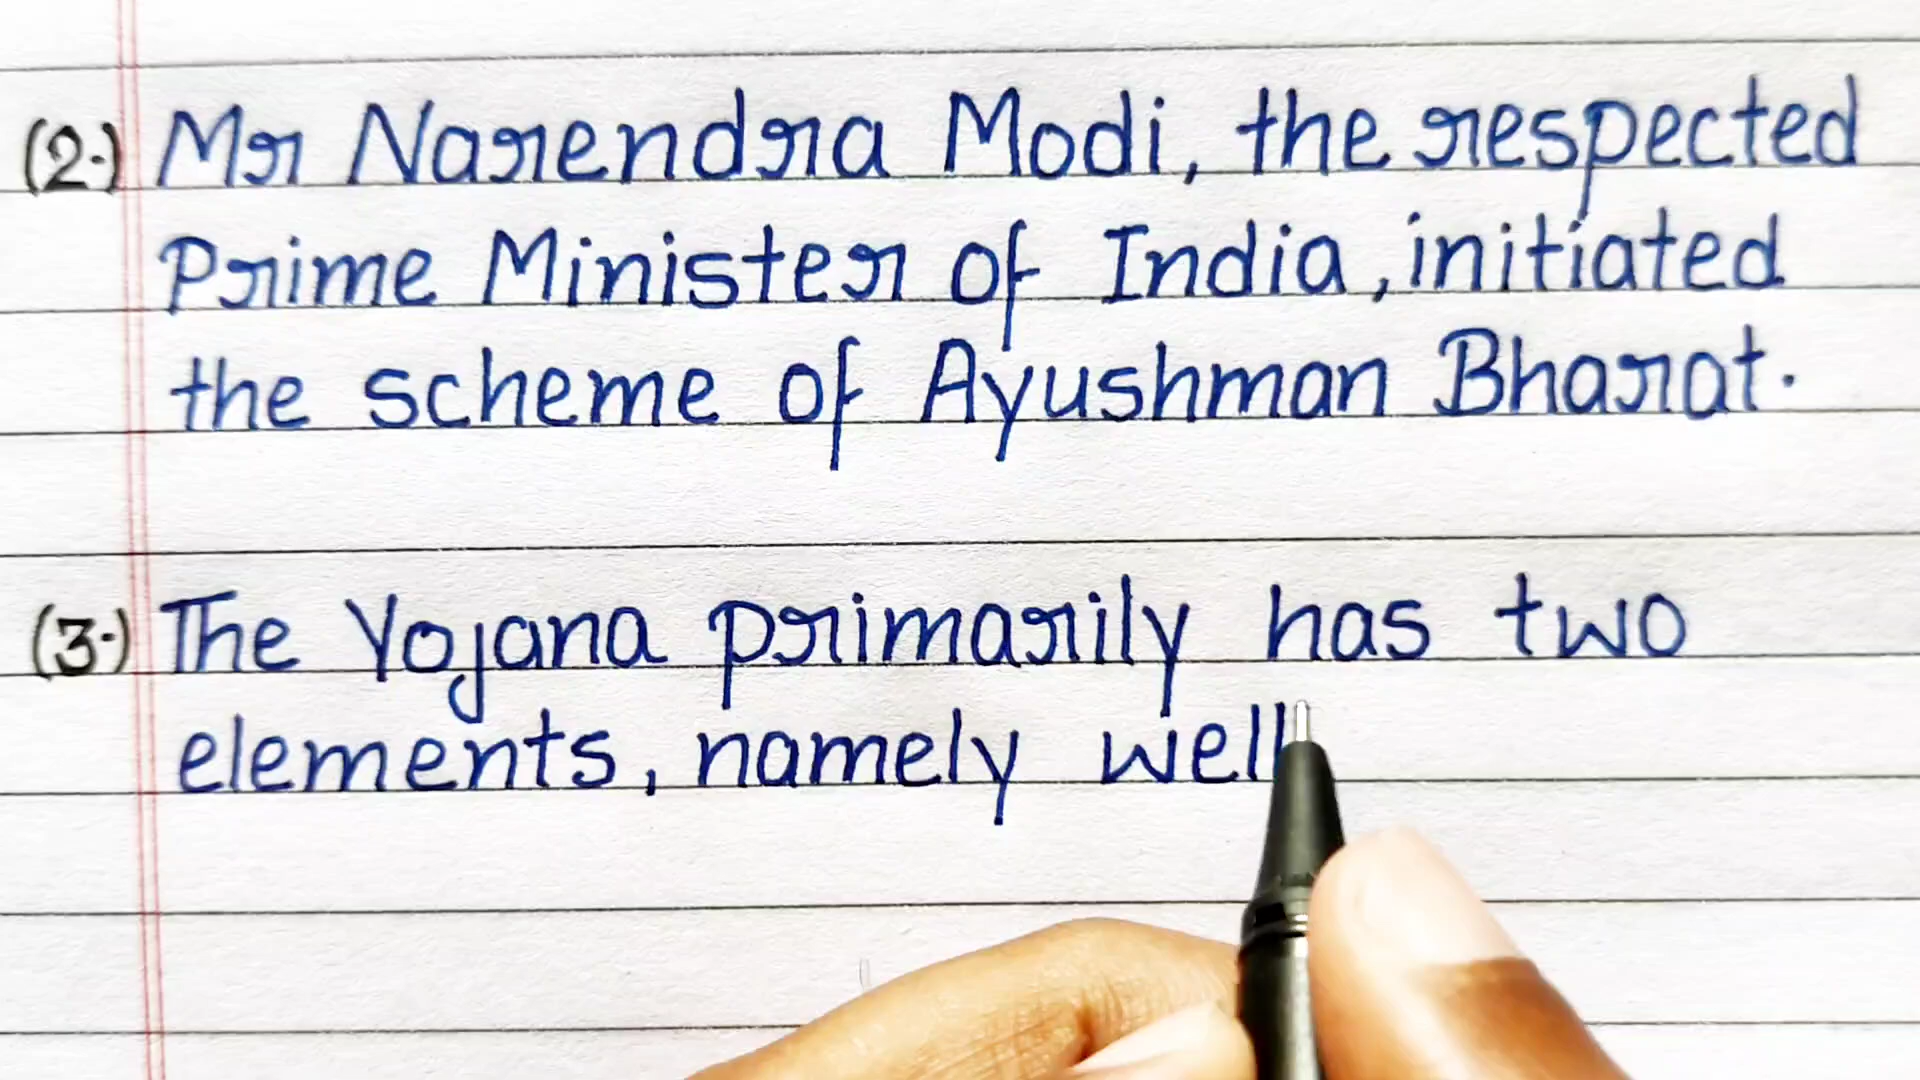 (2.) Mr Narendra Modi, the respected
Prime Minister of India, initiated
the scheme of Ayushman Bharat.
(3.) The Yojana primarily has two
elements, namely well